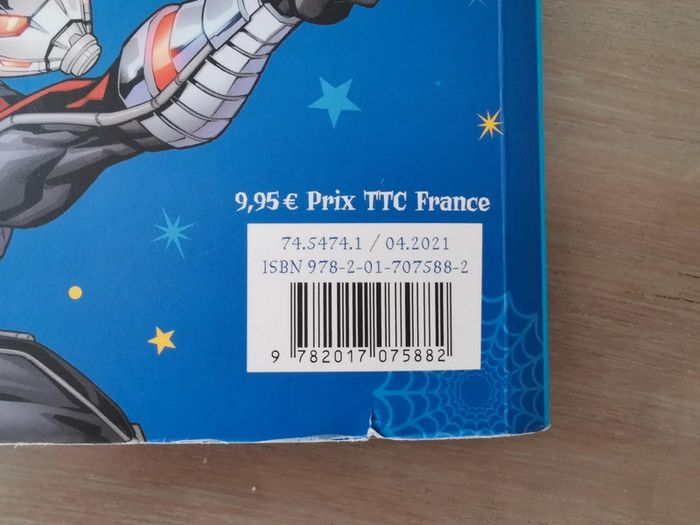 9,95 € Prix TTC France
74.5474.1 / 04.2021
ISBN 978-2-01-707588-2
9 782017 075882